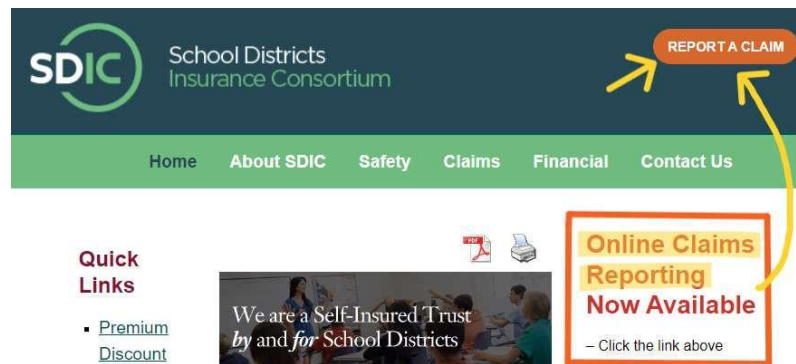 SDIC
School Districts
Insurance Consortium
REPORT A CLAIM
Home About SDIC Safety Claims Financial Contact Us
Quick
Links
▪ Premium
Discount
PDF
We are a Self-Insured Trust
by and for School Districts
Online Claims
Reporting
Now Available
– Click the link above